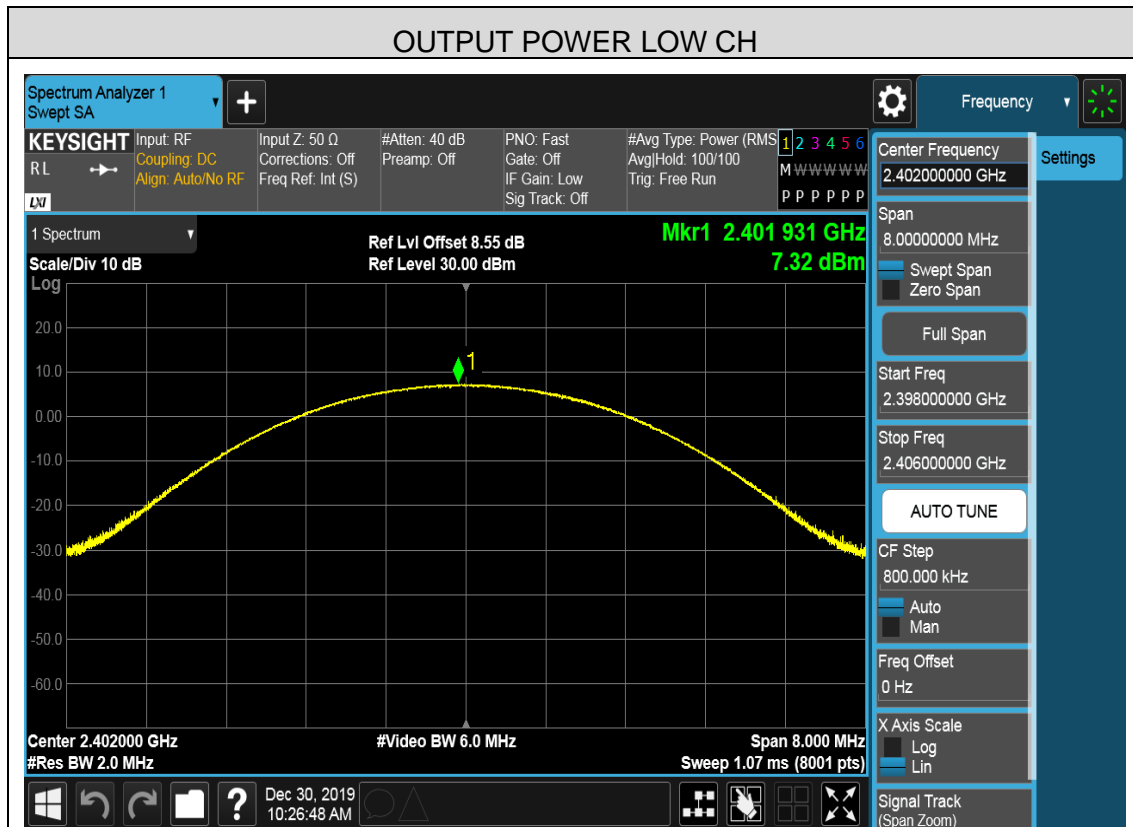 OUTPUT POWER LOW CH
Spectrum Analyzer 1
Swept SA
+
Frequency
KEYSIGHT
R L
LXI
Input: RF
Coupling: DC
Align: Auto/No RF
Input Z: 50 Ω
Corrections: Off
Freq Ref: Int (S)
#Atten: 40 dB
Preamp: Off
PNO: Fast
Gate: Off
IF Gain: Low
Sig Track: Off
#Avg Type: Power (RMS
Avg|Hold: 100/100
Trig: Free Run
1 2 3 4 5 6
M W W W W W
P P P P P P
1 Spectrum
Scale/Div 10 dB
Log
Ref Lvl Offset 8.55 dB
Ref Level 30.00 dBm
Mkr1 2.401 931 GHz
7.32 dBm
20.0
10.0
0.00
-10.0
-20.0
-30.0
-40.0
-50.0
-60.0
1
Center 2.402000 GHz
#Video BW 6.0 MHz
Span 8.000 MHz
#Res BW 2.0 MHz
Sweep 1.07 ms (8001 pts)
?
Dec 30, 2019
10:26:48 AM
Center Frequency
2.402000000 GHz
Settings
Span
8.00000000 MHz
Swept Span
Zero Span
Full Span
Start Freq
2.398000000 GHz
Stop Freq
2.406000000 GHz
AUTO TUNE
CF Step
800.000 kHz
Auto
Man
Freq Offset
0 Hz
X Axis Scale
Log
Lin
Signal Track
(Span Zoom)